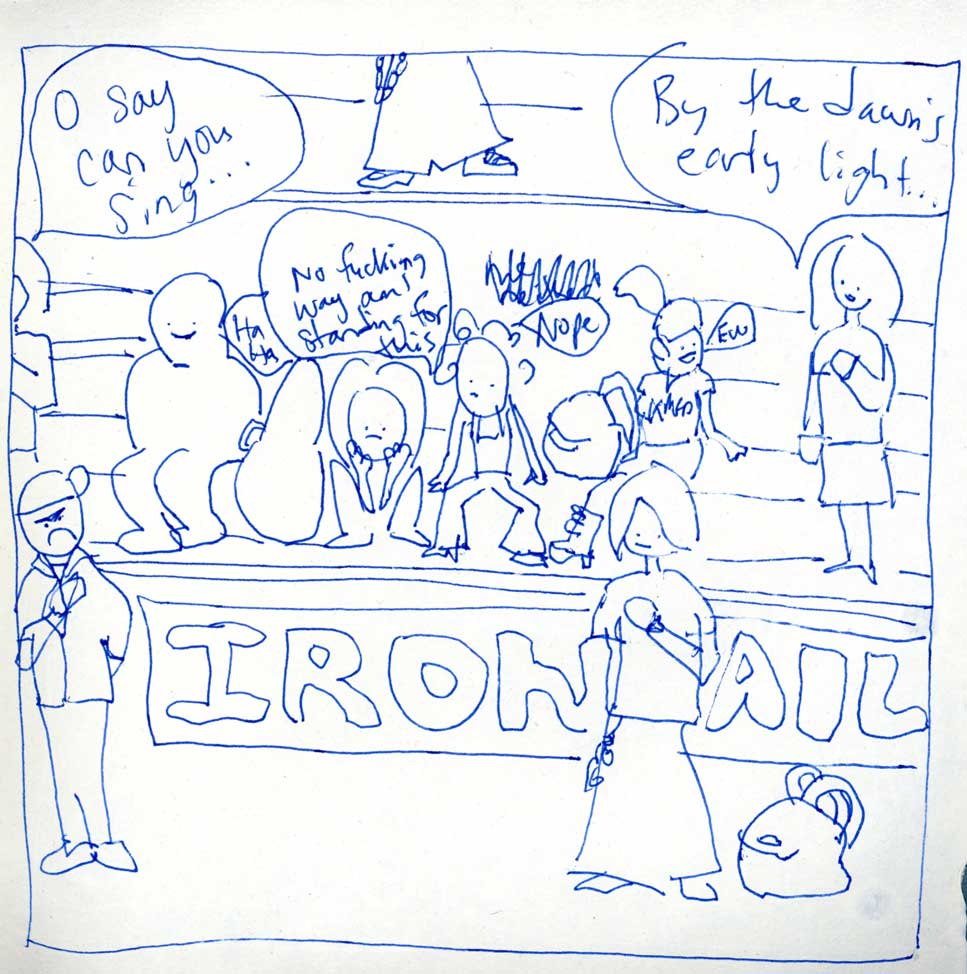 O Say
can you
Sing...
By the dawn's
early light...
No fucking
way am I
standing for
this
Ha
Ha
Nope
Eww
IRON AIL